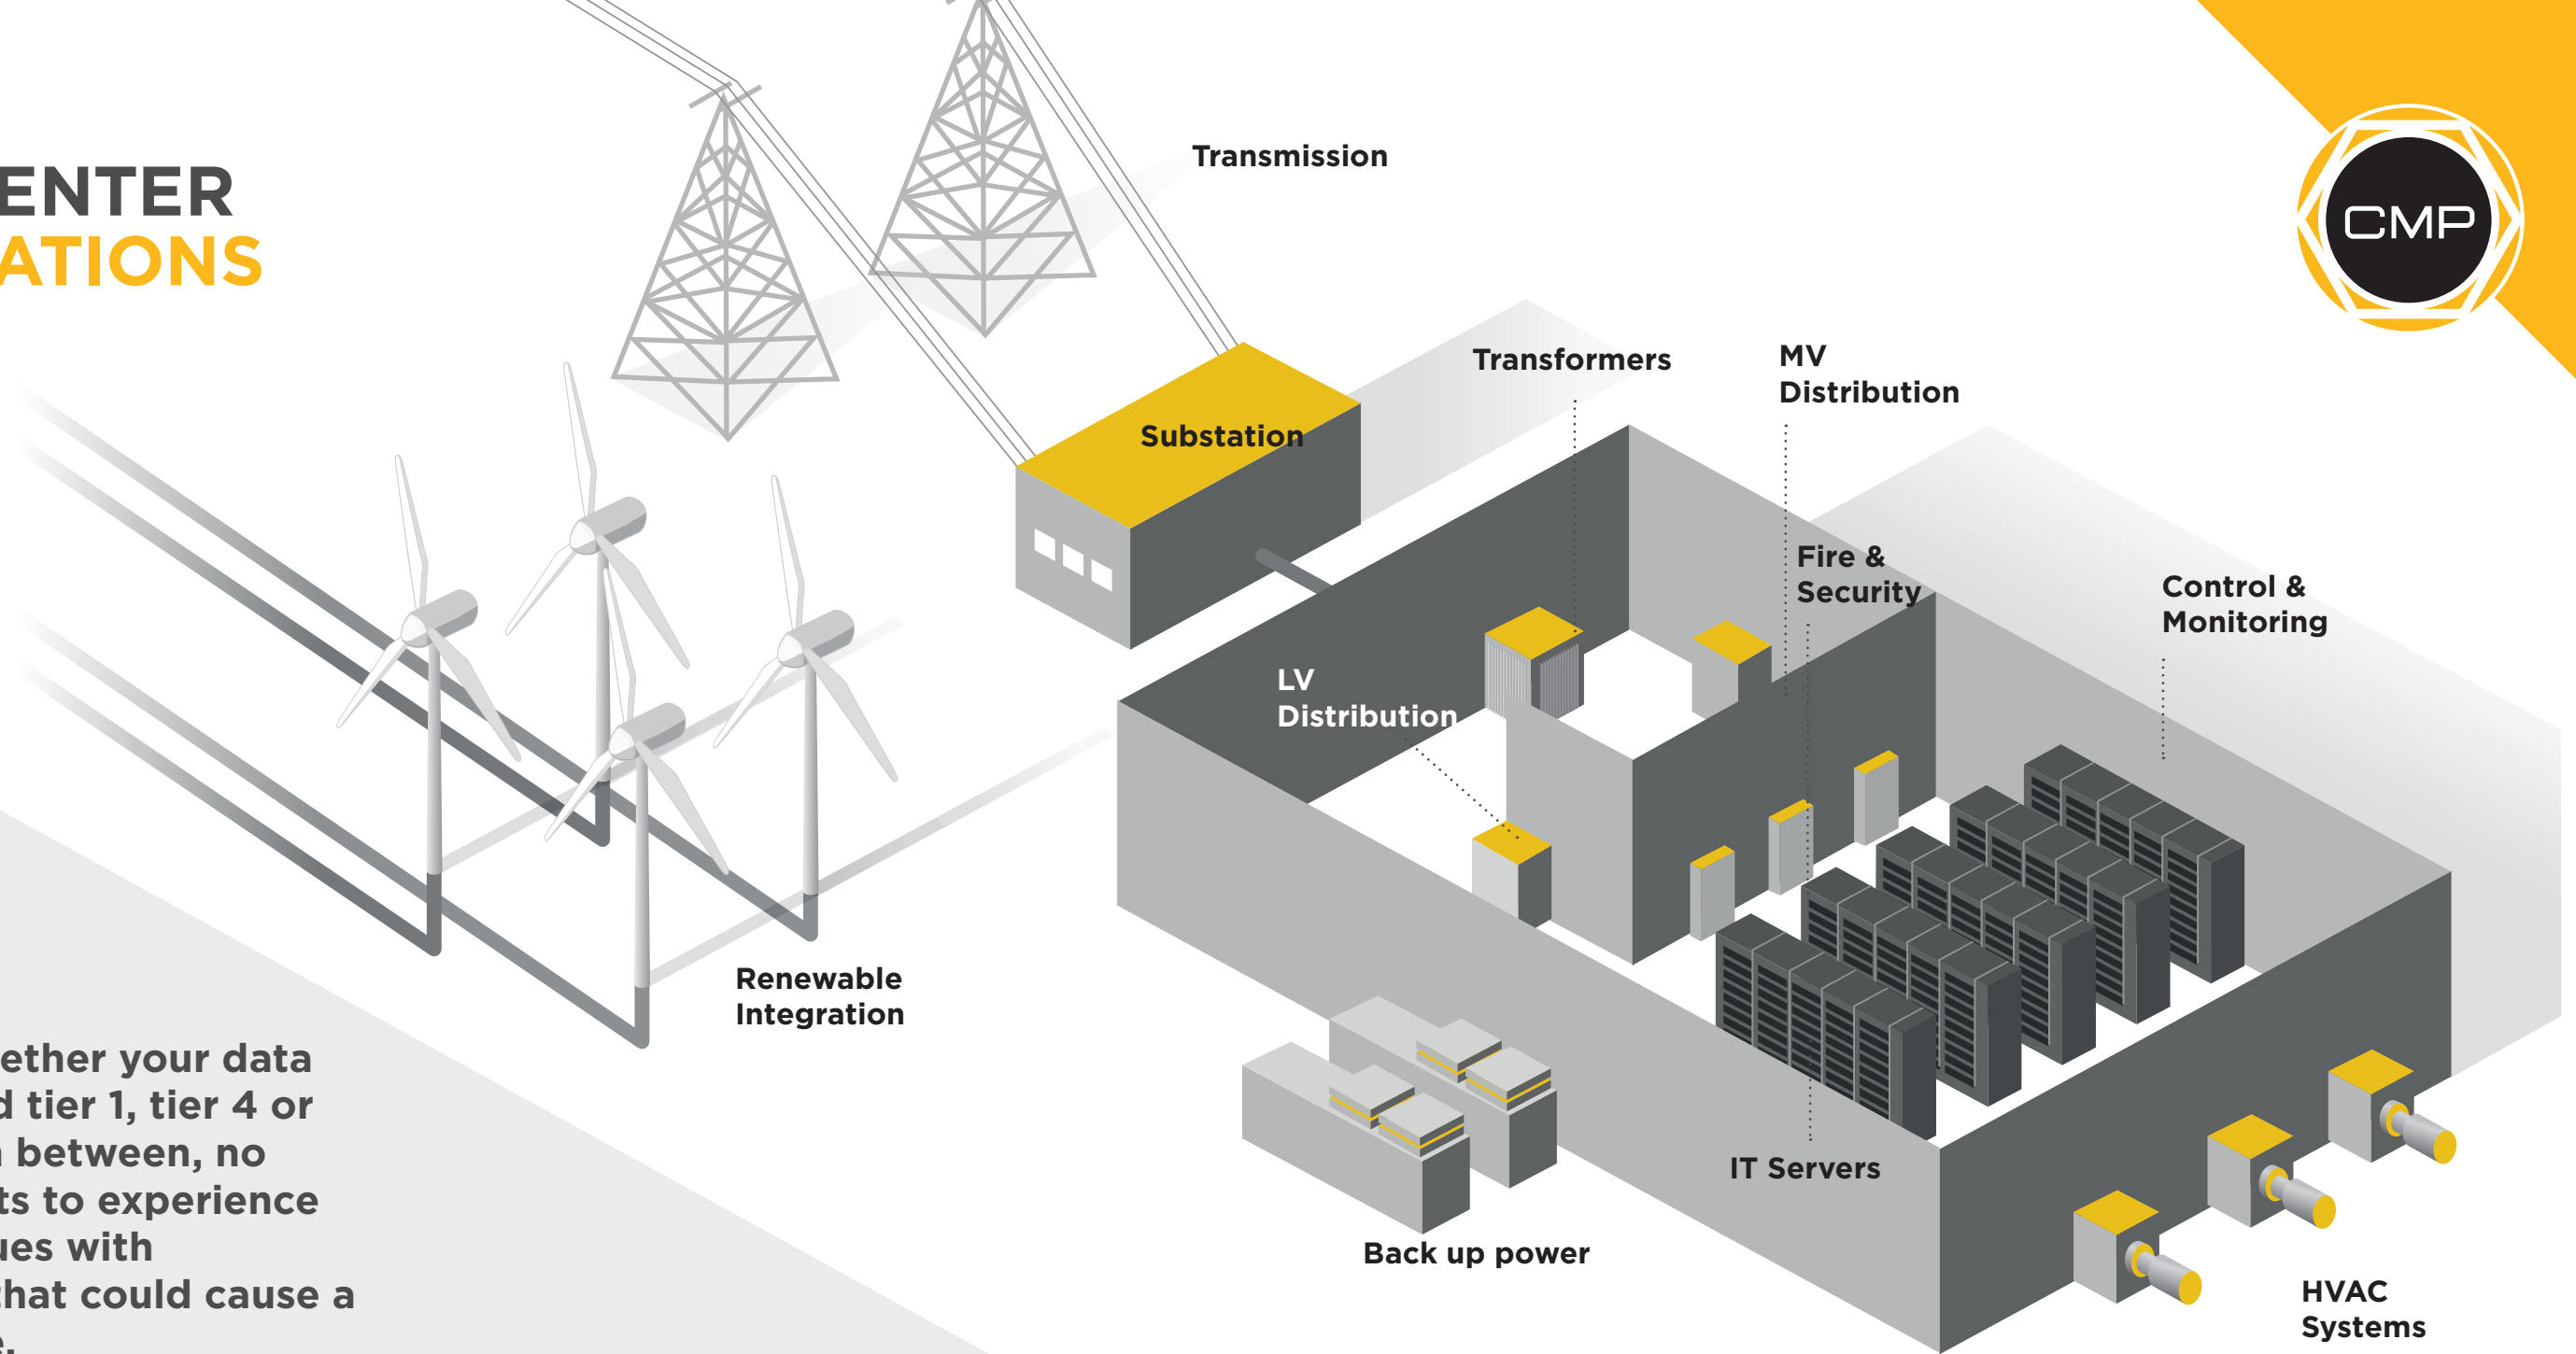 ENTER
ATIONS
Transmission
CMP
Substation
Transformers
MV
Distribution
Fire &
Security
Control &
Monitoring
LV
Distribution
Renewable
Integration
IT Servers
Back up power
HVAC
Systems
ether your data
d tier 1, tier 4 or
between, no
ts to experience
ues with
that could cause a